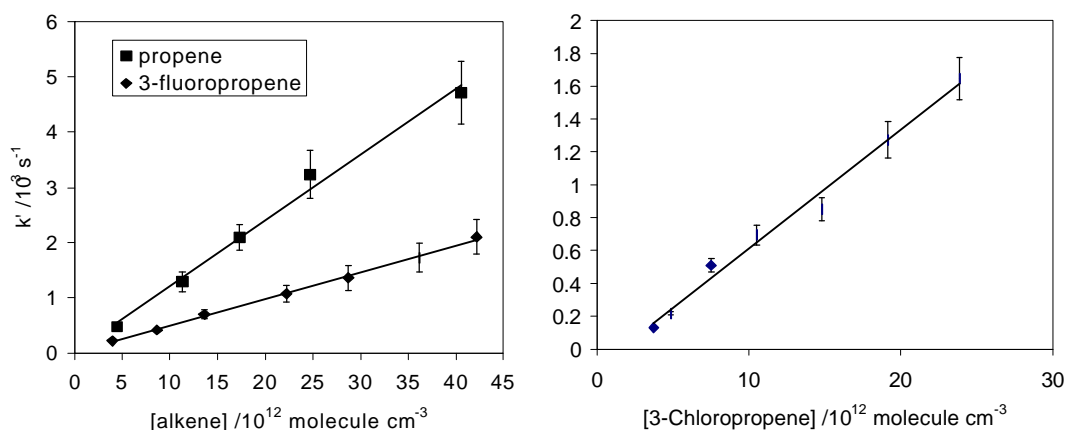 6
5
4
3
2
1
0
k' /10³ s⁻¹
propene
3-fluoropropene
0 5 10 15 20 25 30 35 40 45
[alkene] /10¹² molecule cm⁻³
2
1.8
1.6
1.4
1.2
1
0.8
0.6
0.4
0.2
0
0 10 20 30
[3-Chloropropene] /10¹² molecule cm⁻³